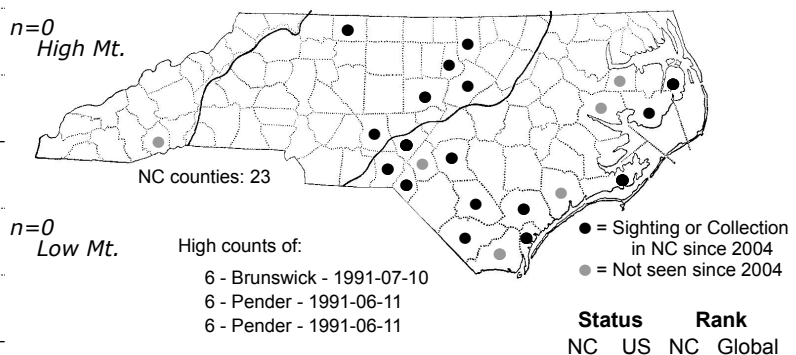 n=0
High Mt.
NC counties: 23
n=0
Low Mt.
High counts of:
6 - Brunswick - 1991-07-10
6 - Pender - 1991-06-11
6 - Pender - 1991-06-11
= Sighting or Collection
in NC since 2004
= Not seen since 2004
Status Rank
NC US NC Global